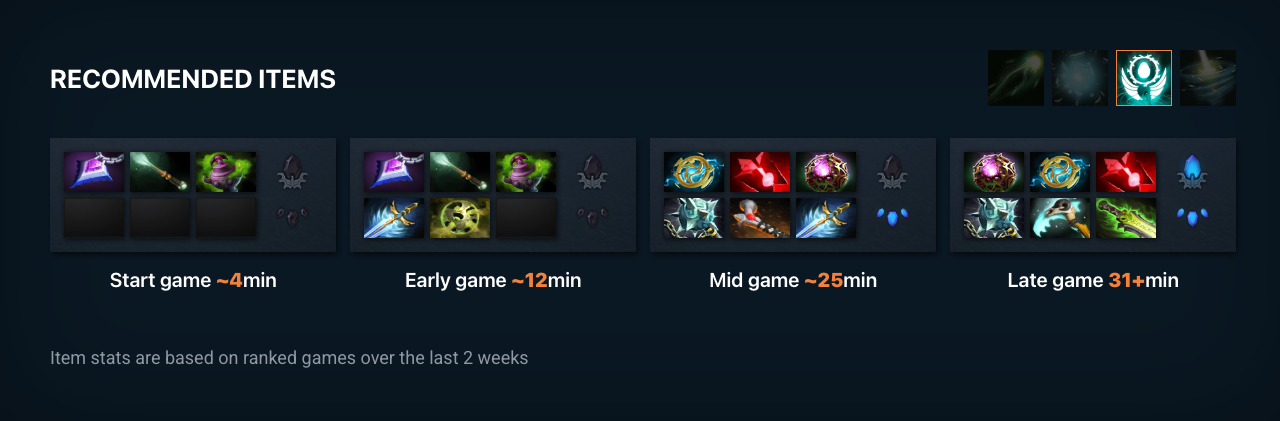 RECOMMENDED ITEMS
Start game ~4min
Early game ~12min
Mid game ~25min
Late game 31+min
Item stats are based on ranked games over the last 2 weeks